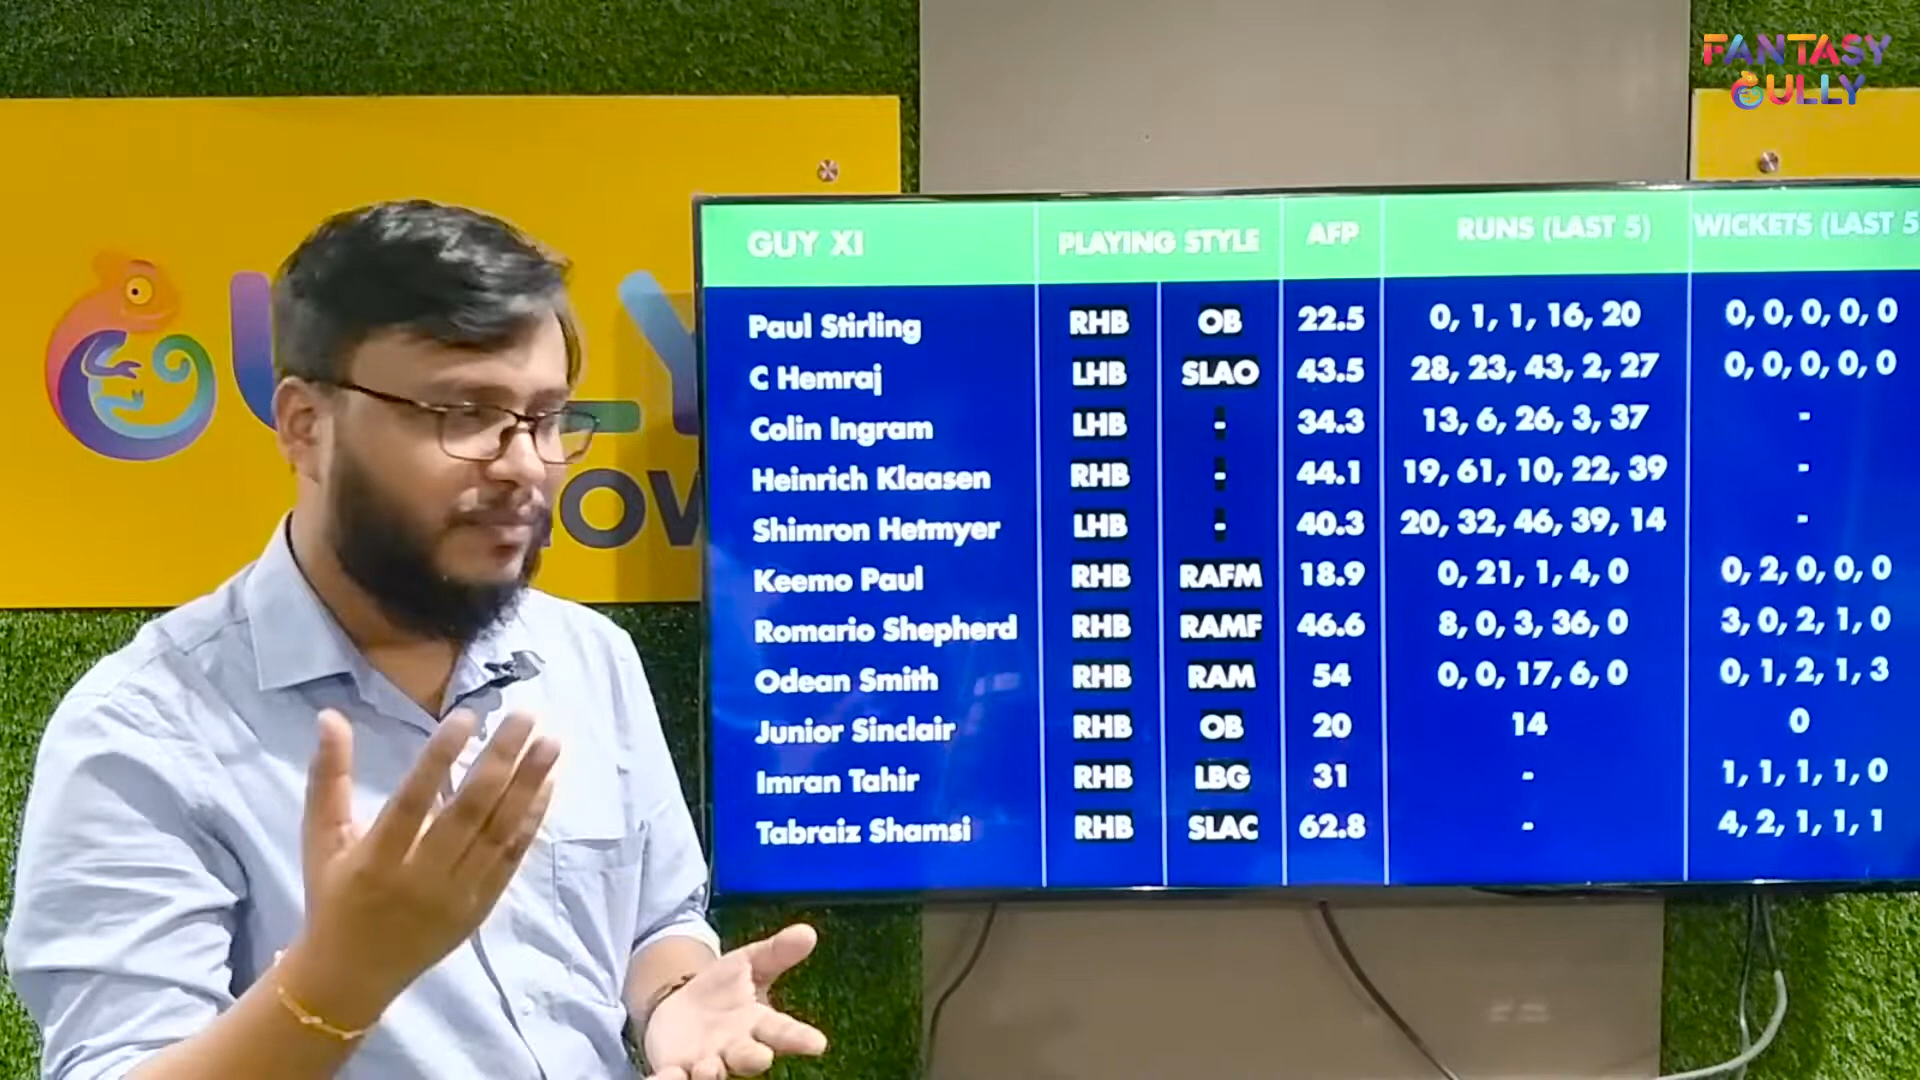 FANTASY
GULLY
GUY XI PLAYING STYLE AFP RUNS (LAST 5) WICKETS (LAST 5
Paul Stirling RHB OB 22.5 0, 1, 1, 16, 20 0, 0, 0, 0, 0
C Hemraj LHB SLAO 43.5 28, 23, 43, 2, 27 0, 0, 0, 0, 0
Colin Ingram LHB - 34.3 13, 6, 26, 3, 37 -
Heinrich Klaasen RHB - 44.1 19, 61, 10, 22, 39 -
Shimron Hetmyer LHB - 40.3 20, 32, 46, 39, 14 -
Keemo Paul RHB RAFM 18.9 0, 21, 1, 4, 0 0, 2, 0, 0, 0
Romario Shepherd RHB RAMF 46.6 8, 0, 3, 36, 0 3, 0, 2, 1, 0
Odean Smith RHB RAM 54 0, 0, 17, 6, 0 0, 1, 2, 1, 3
Junior Sinclair RHB OB 20 14 0
Imran Tahir RHB LBG 31 - 1, 1, 1, 1, 0
Tabraiz Shamsi RHB SLAC 62.8 - 4, 2, 1, 1, 1